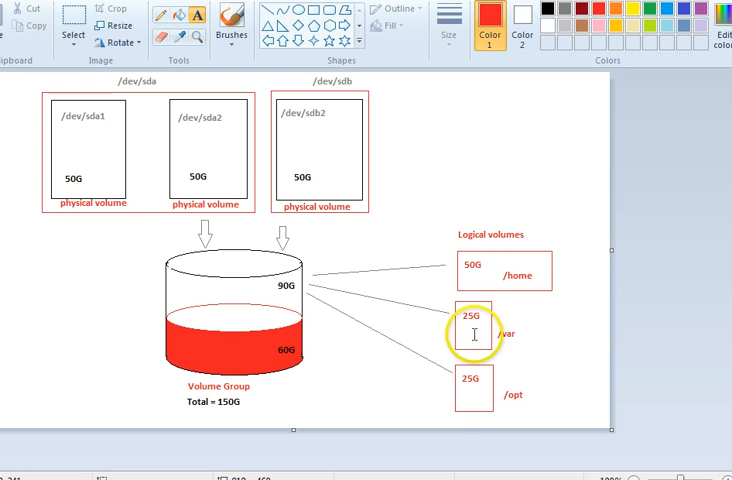 Cut
Copy
Clipboard
Select
Crop
Resize
Rotate
Image
A
Tools
Brushes
Shapes
Outline
Fill
Size
Color
1
Color
2
Colors
/dev/sda
/dev/sdb
/dev/sda1
/dev/sda2
/dev/sdb2
50G
50G
50G
physical volume
physical volume
physical volume
Logical volumes
50G
/home
90G
25G
/var
60G
25G
/opt
Volume Group
Total = 150G